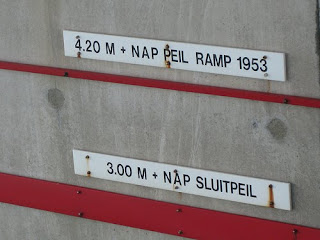 4.20 M + NAP PEIL RAMP 1953
3.00 M + NAP SLUITPEIL